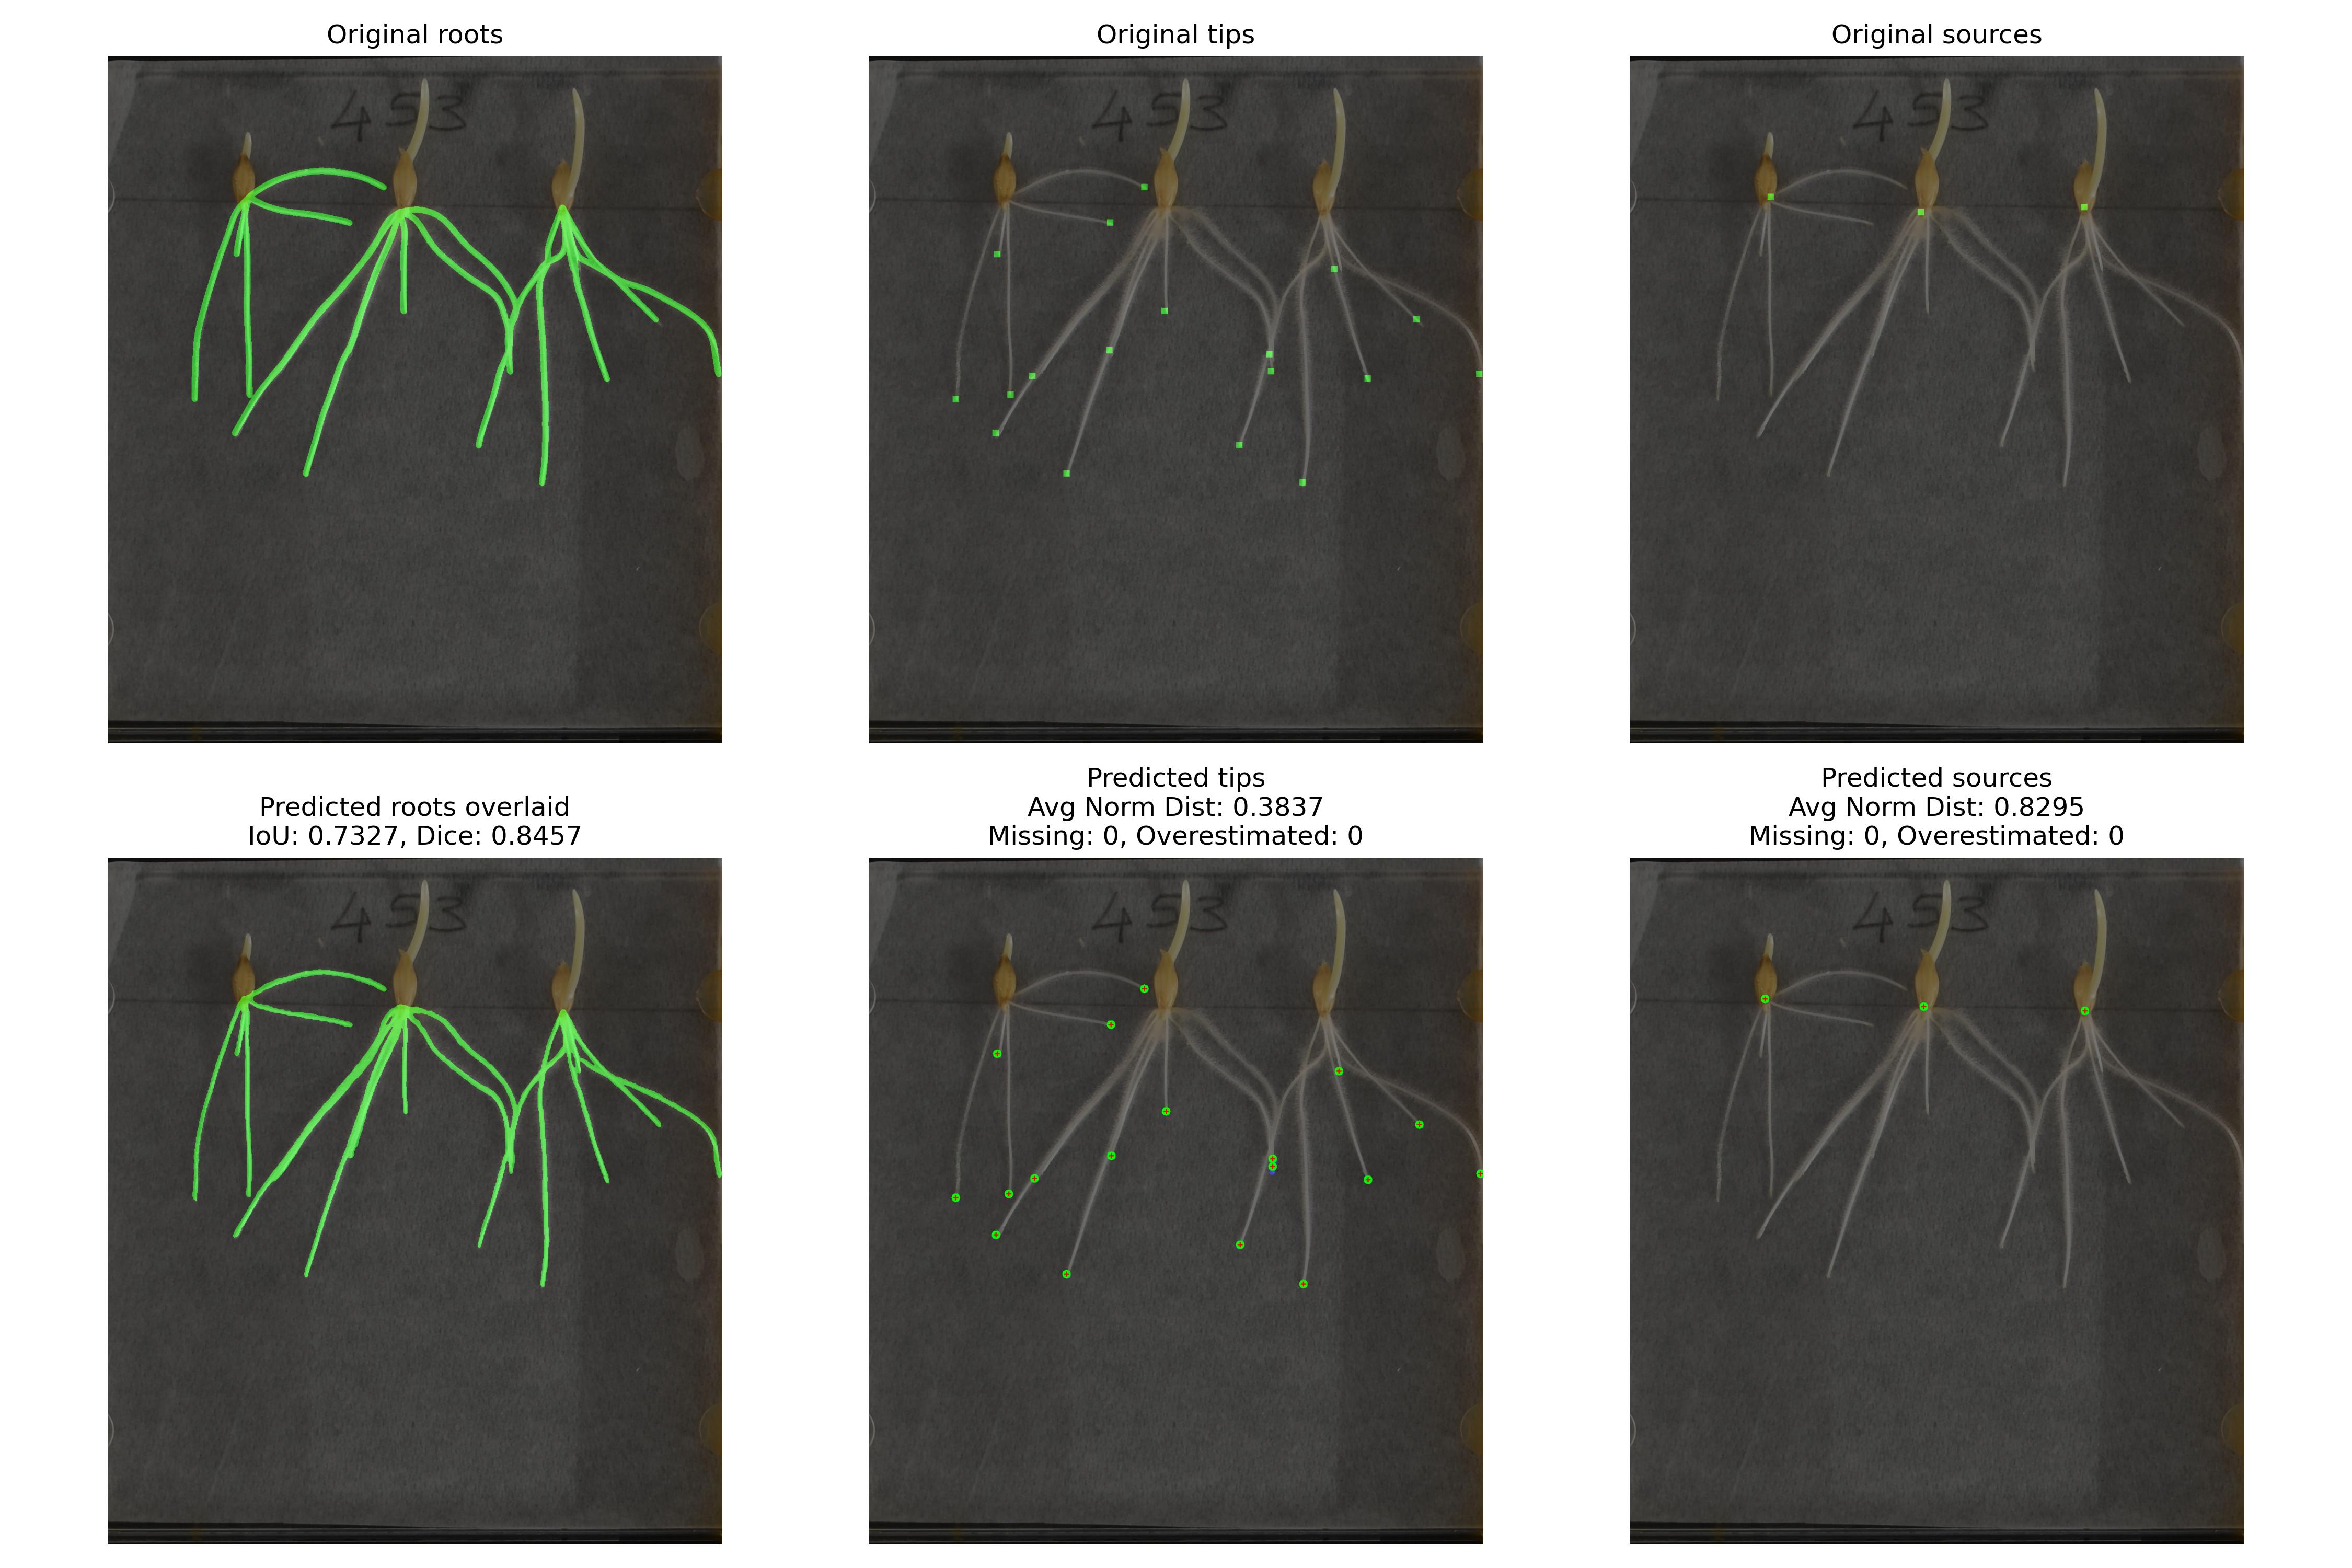 Original roots
Original tips
Original sources
453
453
453
Predicted roots overlaid
IoU: 0.7327, Dice: 0.8457
Predicted tips
Avg Norm Dist: 0.3837
Missing: 0, Overestimated: 0
Predicted sources
Avg Norm Dist: 0.8295
Missing: 0, Overestimated: 0
453
453
453